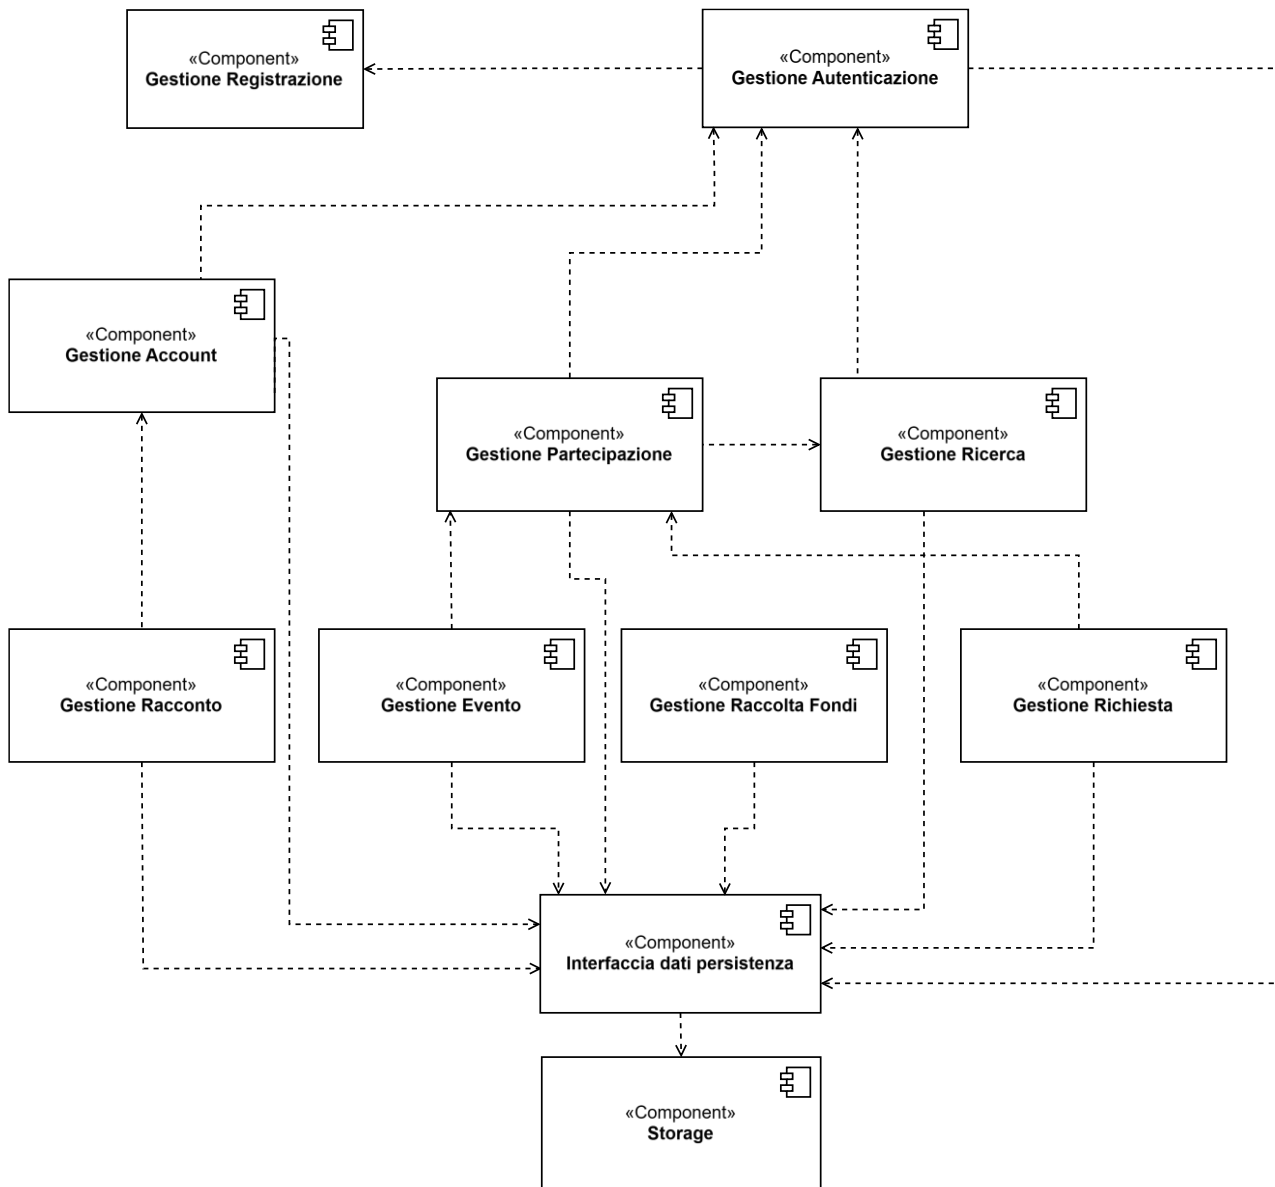 «Component»
Gestione Registrazione
«Component»
Gestione Autenticazione
«Component»
Gestione Account
«Component»
Gestione Partecipazione
«Component»
Gestione Ricerca
«Component»
Gestione Racconto
«Component»
Gestione Evento
«Component»
Gestione Raccolta Fondi
«Component»
Gestione Richiesta
«Component»
Interfaccia dati persistenza
«Component»
Storage